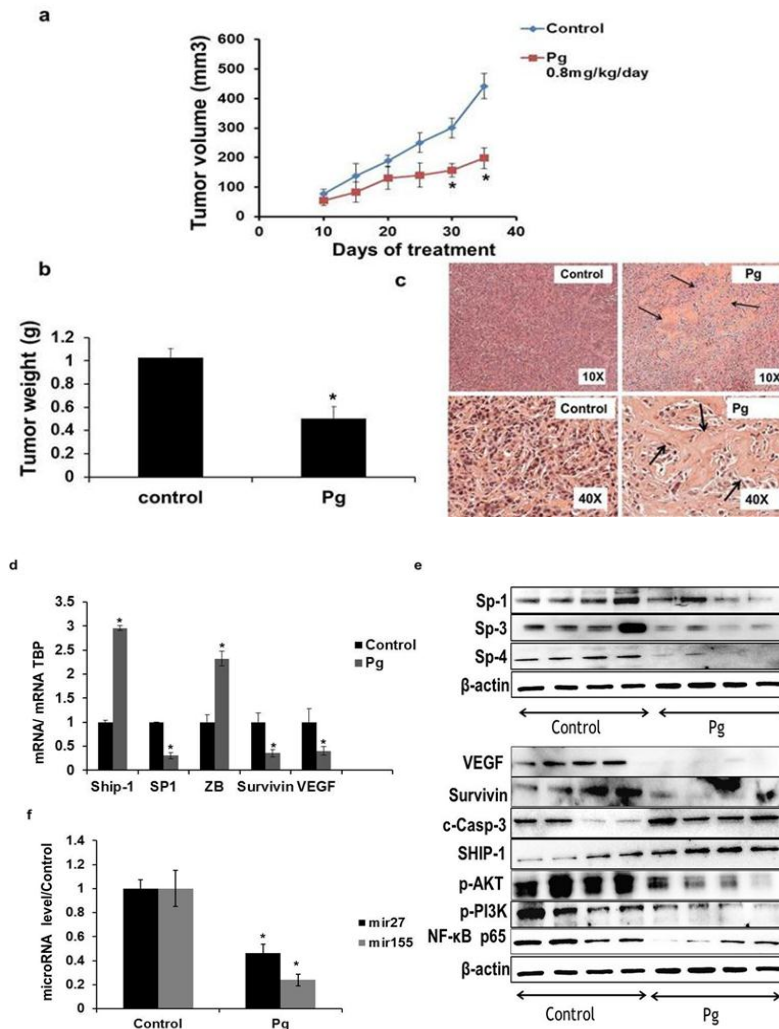 a
Tumor volume (mm3)
600
500
400
300
200
100
0
0
10
20
30
40
Days of treatment
Control
Pg
0.8mg/kg/day
*
*
b
Tumor weight (g)
1.2
1
0.8
0.6
0.4
0.2
0
*
control
Pg
c
Control
10X
Pg
10X
Control
40X
Pg
40X
d
mRNA/ mRNA TBP
3.5
3
2.5
2
1.5
1
0.5
0
*
*
*
*
*
Ship-1
SP1
ZB
Survivin
VEGF
Control
Pg
e
Sp-1
Sp-3
Sp-4
β-actin
Control
Pg
VEGF
Survivin
c-Casp-3
SHIP-1
p-AKT
p-PI3K
NF-κB p65
β-actin
Control
Pg
f
microRNA level/Control
1.4
1.2
1
0.8
0.6
0.4
0.2
0
*
*
Control
Pg
mir27
mir155